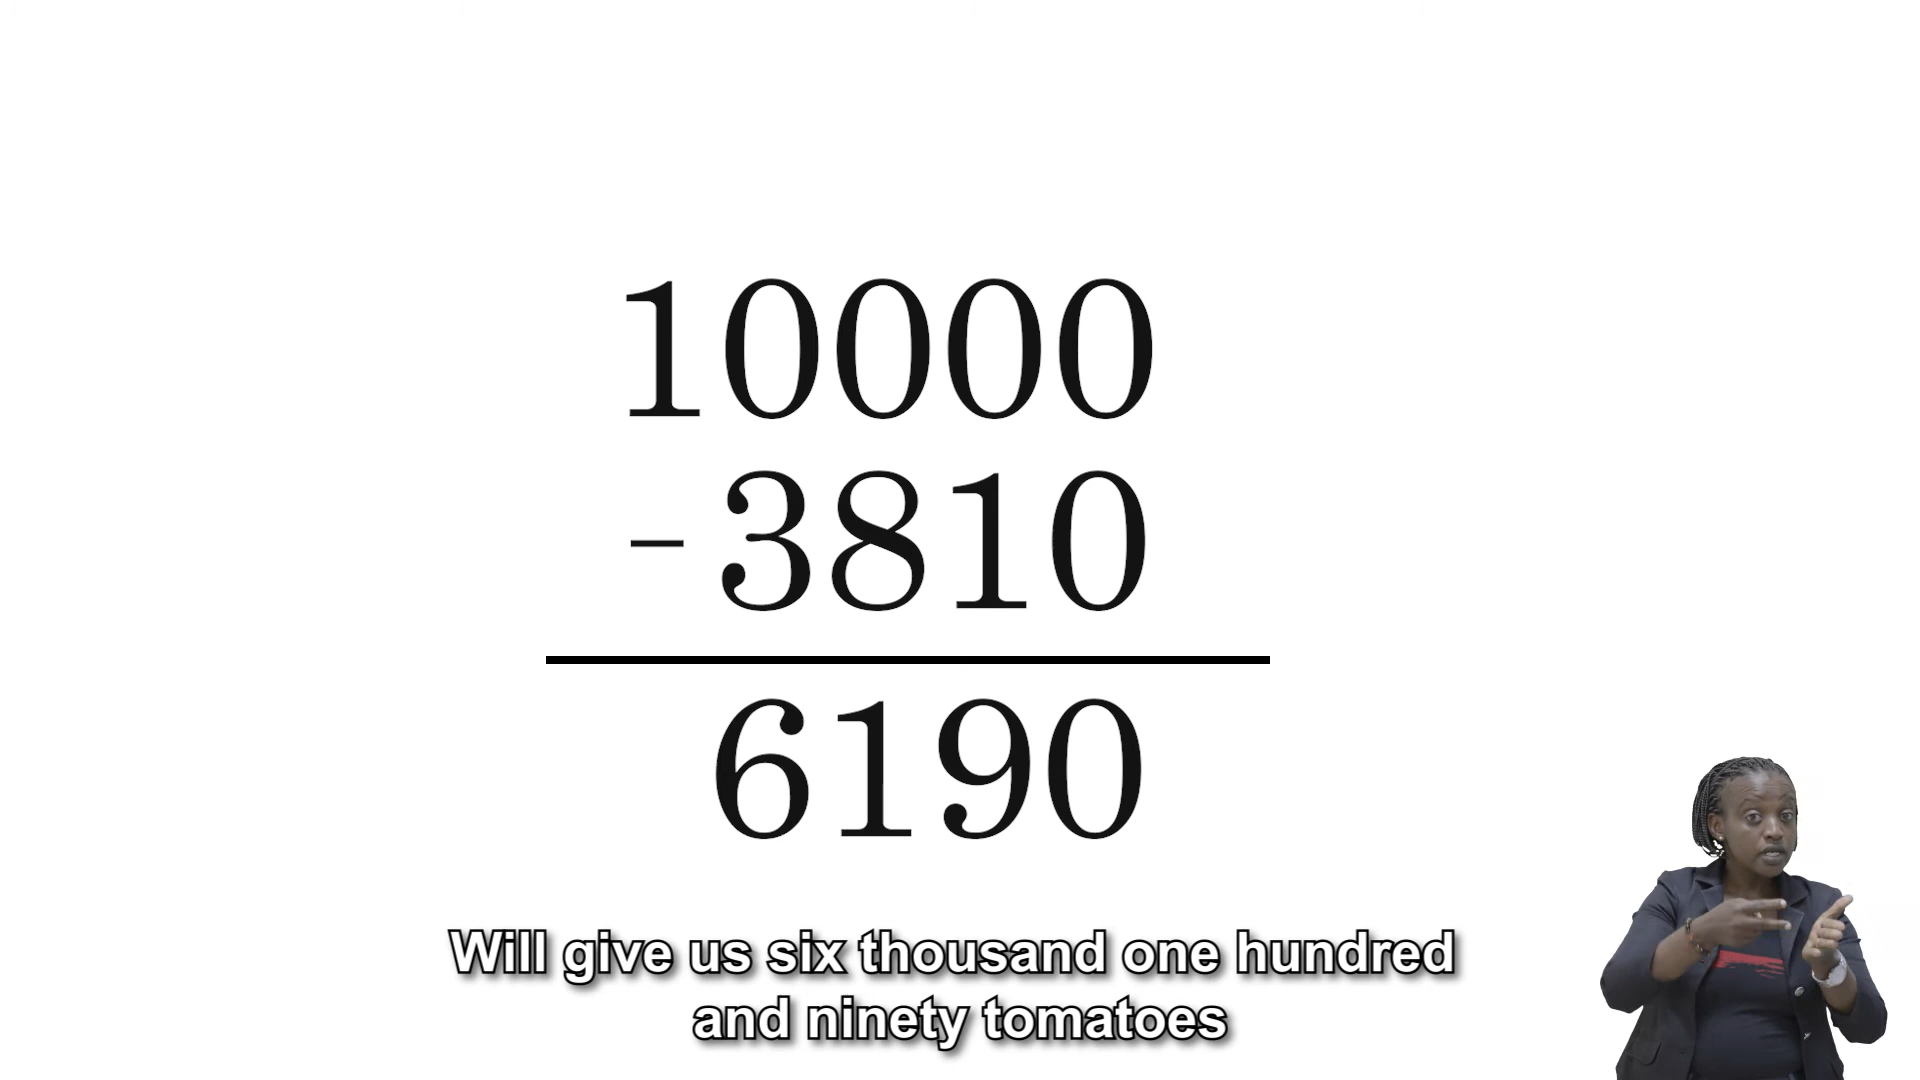 10000
-3810
6190
Will give us six thousand one hundred
and ninety tomatoes